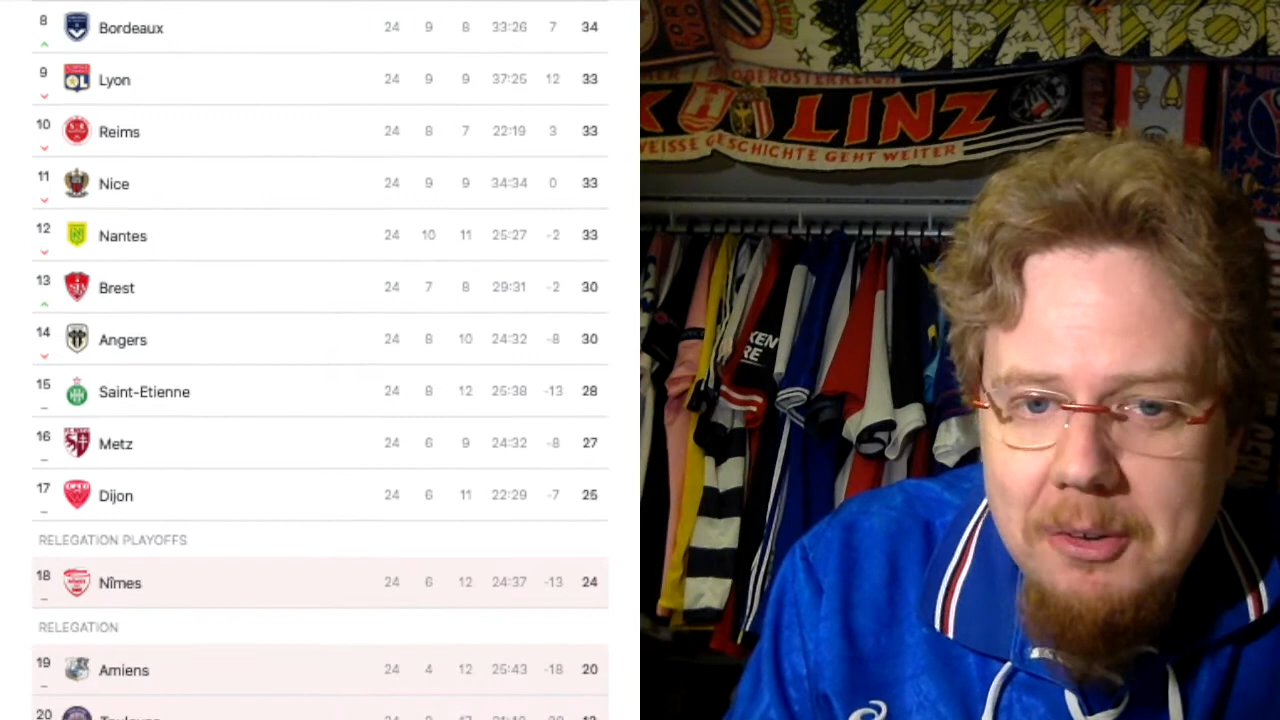 8 Bordeaux 24 9 8 33:26 7 34
9 Lyon 24 9 9 37:25 12 33
10 Reims 24 8 7 22:19 3 33
11 Nice 24 9 9 34:34 0 33
12 Nantes 24 10 11 25:27 -2 33
13 Brest 24 7 8 29:31 -2 30
14 Angers 24 8 10 24:32 -8 30
15 Saint-Etienne 24 8 12 25:38 -13 28
16 Metz 24 6 9 24:32 -8 27
17 Dijon 24 6 11 22:29 -7 25
RELEGATION PLAYOFFS
18 Nîmes 24 6 12 24:37 -13 24
RELEGATION
19 Amiens 24 4 12 25:43 -18 20
20
ESPANYOL
OBERÖSTERREICH
K LINZ
WEISSE GESCHICHTE GEHT WEITER